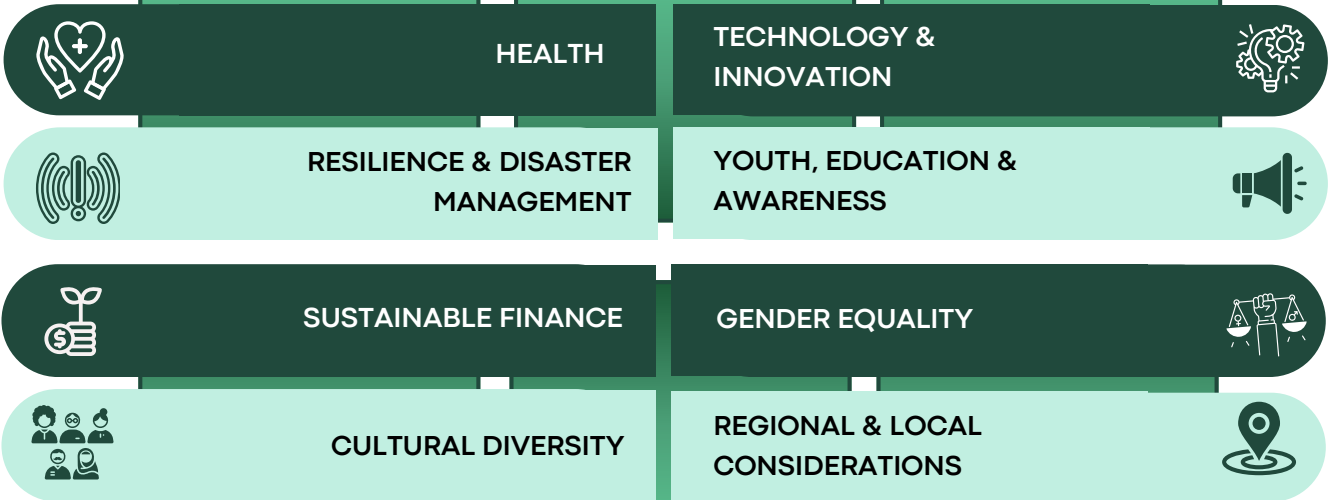 HEALTH
TECHNOLOGY &
INNOVATION
RESILIENCE & DISASTER
MANAGEMENT
YOUTH, EDUCATION &
AWARENESS
SUSTAINABLE FINANCE
GENDER EQUALITY
CULTURAL DIVERSITY
REGIONAL & LOCAL
CONSIDERATIONS